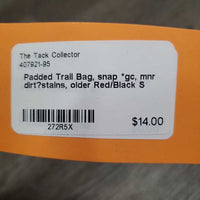 The Tack Collector
407921-95
Padded Trail Bag, snap *gc, mnr
dirt?stains, older Red/Black S
272R5X
$14.00